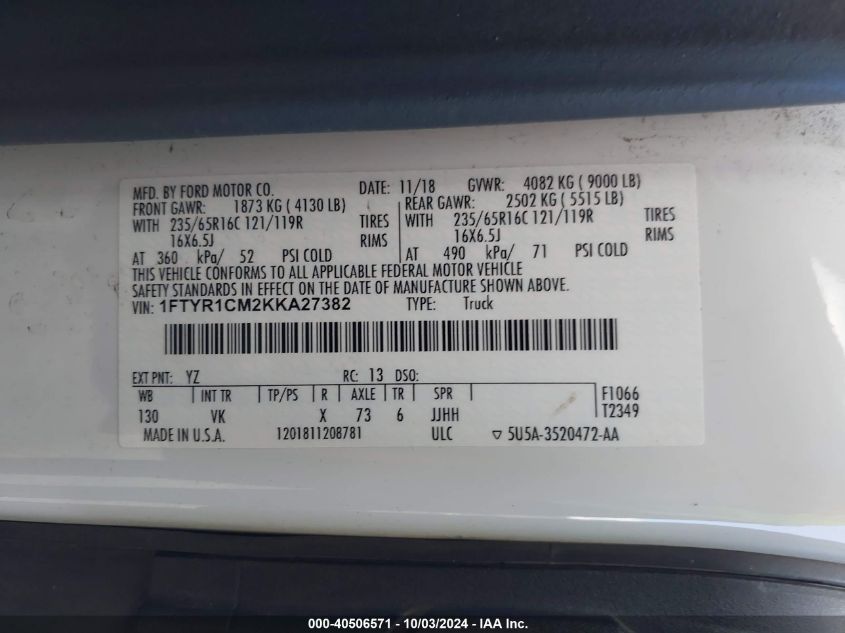 MFD. BY FORD MOTOR CO. DATE: 11/18 GVWR: 4082 KG ( 9000 LB)
FRONT GAWR: 1873 KG ( 4130 LB) REAR GAWR: 2502 KG ( 5515 LB)
WITH 235/65R16C 121/119R TIRES WITH 235/65R16C 121/119R TIRES
16X6.5J RIMS 16X6.5J RIMS
AT 360 kPa/ 52 PSI COLD AT 490 kPa/ 71 PSI COLD
THIS VEHICLE CONFORMS TO ALL APPLICABLE FEDERAL MOTOR VEHICLE
SAFETY STANDARDS IN EFFECT ON THE DATE OF MANUFACTURE SHOWN ABOVE.
VIN: 1FTYR1CM2KKA27382 TYPE: Truck
EXT PNT: YZ RC: 13 DSO:
WB INT TR TP/PS R AXLE TR SPR F1066
130 VK X 73 6 JJHH T2349
MADE IN U.S.A. 1201811208781 ULC ▽ 5U5A-3520472-AA
000-40506571 - 10/03/2024 - IAA Inc.